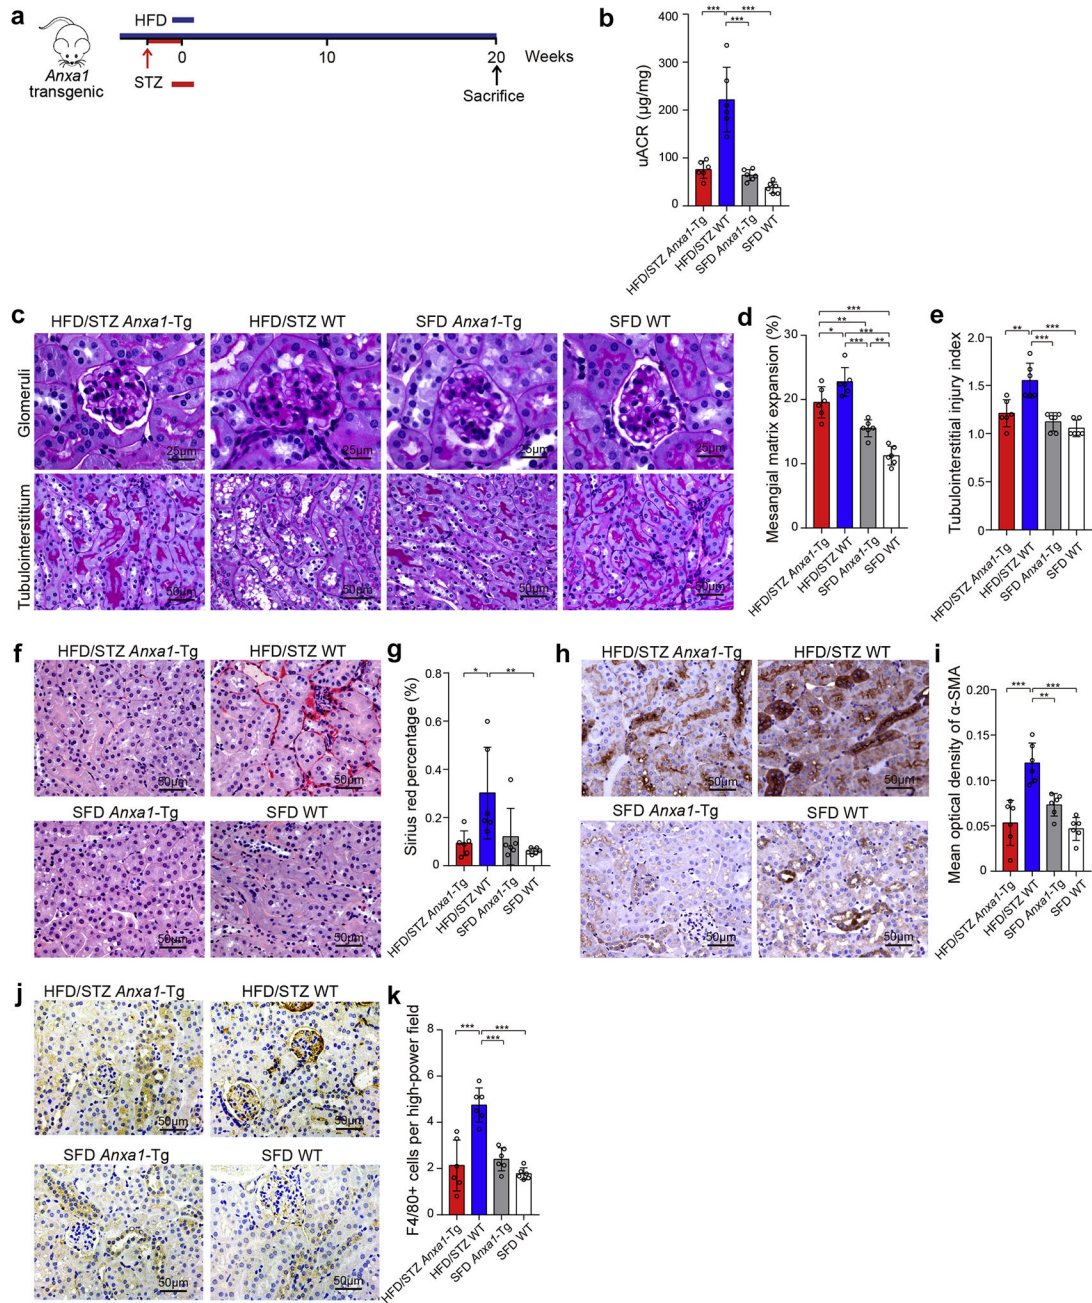 a
HFD
Anxa1
transgenic
STZ
0
10
20
Weeks
Sacrifice
b
uACR (µg/mg)
400
300
200
100
0
***
***
***
HFD/STZ Anxa1-Tg
HFD/STZ WT
SFD Anxa1-Tg
SFD WT
c
HFD/STZ Anxa1-Tg
HFD/STZ WT
SFD Anxa1-Tg
SFD WT
Glomeruli
25µm
25µm
25µm
25µm
Tubulointerstitium
50µm
50µm
50µm
50µm
d
Mesangial matrix expansion (%)
30
20
10
0
***
**
*
***
***
**
HFD/STZ Anxa1-Tg
HFD/STZ WT
SFD Anxa1-Tg
SFD WT
e
Tubulointerstitial injury index
2.0
1.5
1.0
0.5
0
**
***
***
HFD/STZ Anxa1-Tg
HFD/STZ WT
SFD Anxa1-Tg
SFD WT
f
HFD/STZ Anxa1-Tg
HFD/STZ WT
50µm
50µm
SFD Anxa1-Tg
SFD WT
50µm
50µm
g
Sirius red percentage (%)
0.8
0.6
0.4
0.2
0
*
**
HFD/STZ Anxa1-Tg
HFD/STZ WT
SFD Anxa1-Tg
SFD WT
h
HFD/STZ Anxa1-Tg
HFD/STZ WT
50µm
50µm
SFD Anxa1-Tg
SFD WT
50µm
50µm
i
Mean optical density of α-SMA
0.20
0.15
0.10
0.05
0
***
***
**
HFD/STZ Anxa1-Tg
HFD/STZ WT
SFD Anxa1-Tg
SFD WT
j
HFD/STZ Anxa1-Tg
HFD/STZ WT
50µm
50µm
SFD Anxa1-Tg
SFD WT
50µm
50µm
k
F4/80+ cells per high-power field
8
6
4
2
0
***
***
***
HFD/STZ Anxa1-Tg
HFD/STZ WT
SFD Anxa1-Tg
SFD WT